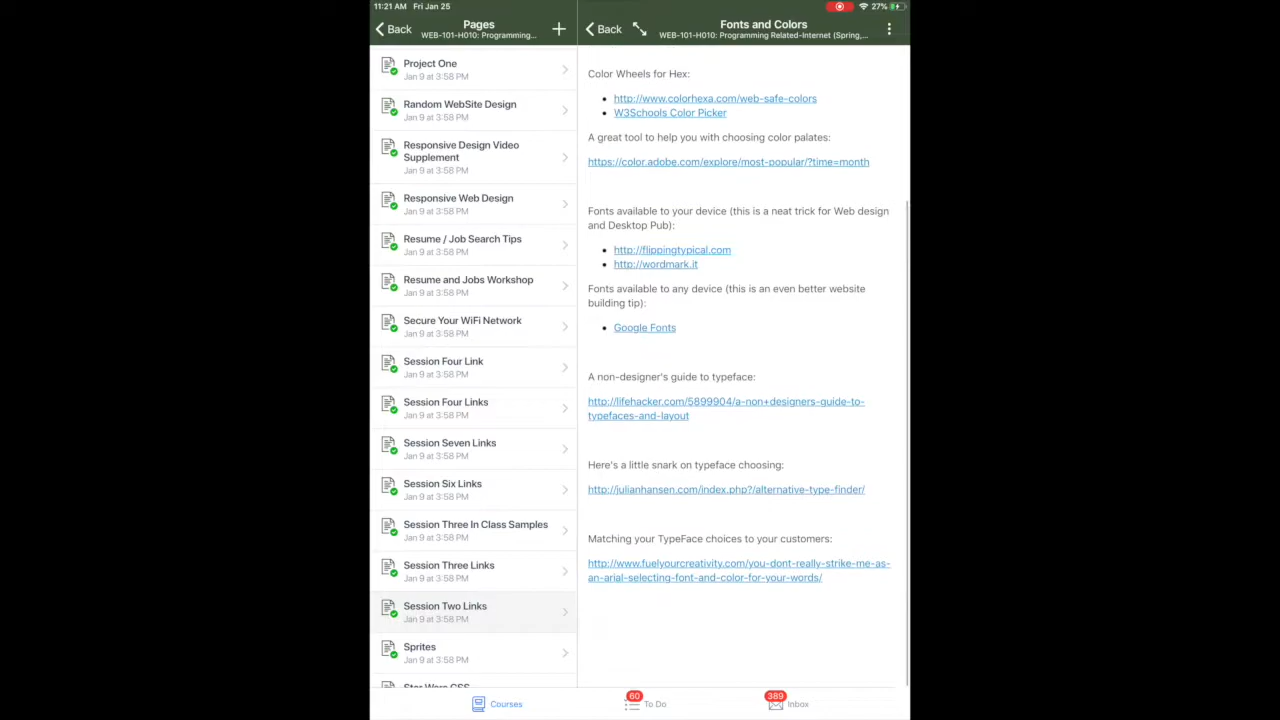 11:21 AM Fri Jan 25
27%
Back
Pages
WEB-101-H010: Programming...
Project One
Jan 9 at 3:58 PM
Random WebSite Design
Jan 9 at 3:58 PM
Responsive Design Video
Supplement
Jan 9 at 3:58 PM
Responsive Web Design
Jan 9 at 3:58 PM
Resume / Job Search Tips
Jan 9 at 3:58 PM
Resume and Jobs Workshop
Jan 9 at 3:58 PM
Secure Your WiFi Network
Jan 9 at 3:58 PM
Session Four Link
Jan 9 at 3:58 PM
Session Four Links
Jan 9 at 3:58 PM
Session Seven Links
Jan 9 at 3:58 PM
Session Six Links
Jan 9 at 3:58 PM
Session Three In Class Samples
Jan 9 at 3:58 PM
Session Three Links
Jan 9 at 3:58 PM
Session Two Links
Jan 9 at 3:58 PM
Sprites
Jan 9 at 3:58 PM
Star Wars CSS
Back
Fonts and Colors
WEB-101-H010: Programming Related-Internet (Spring,...
Color Wheels for Hex:
http://www.colorhexa.com/web-safe-colors
W3Schools Color Picker
A great tool to help you with choosing color palates:
https://color.adobe.com/explore/most-popular/?time=month
Fonts available to your device (this is a neat trick for Web design
and Desktop Pub):
http://flippingtypical.com
http://wordmark.it
Fonts available to any device (this is an even better website
building tip):
Google Fonts
A non-designer's guide to typeface:
http://lifehacker.com/5899904/a-non+designers-guide-to-
typefaces-and-layout
Here's a little snark on typeface choosing:
http://julianhansen.com/index.php?/alternative-type-finder/
Matching your TypeFace choices to your customers:
http://www.fuelyourcreativity.com/you-dont-really-strike-me-as-
an-arial-selecting-font-and-color-for-your-words/
Courses
60
To Do
389
Inbox